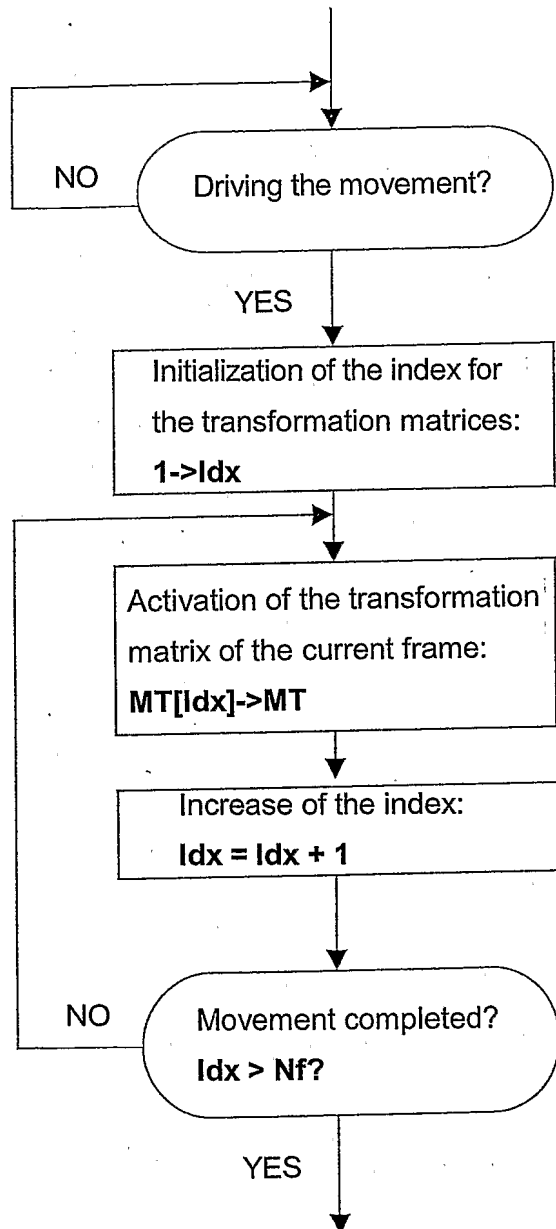 Driving the movement?
NO
YES
Initialization of the index for
the transformation matrices:
1->Idx
Activation of the transformation
matrix of the current frame:
MT[Idx]->MT
Increase of the index:
Idx = Idx + 1
Movement completed?
NO
Idx > Nf?
YES